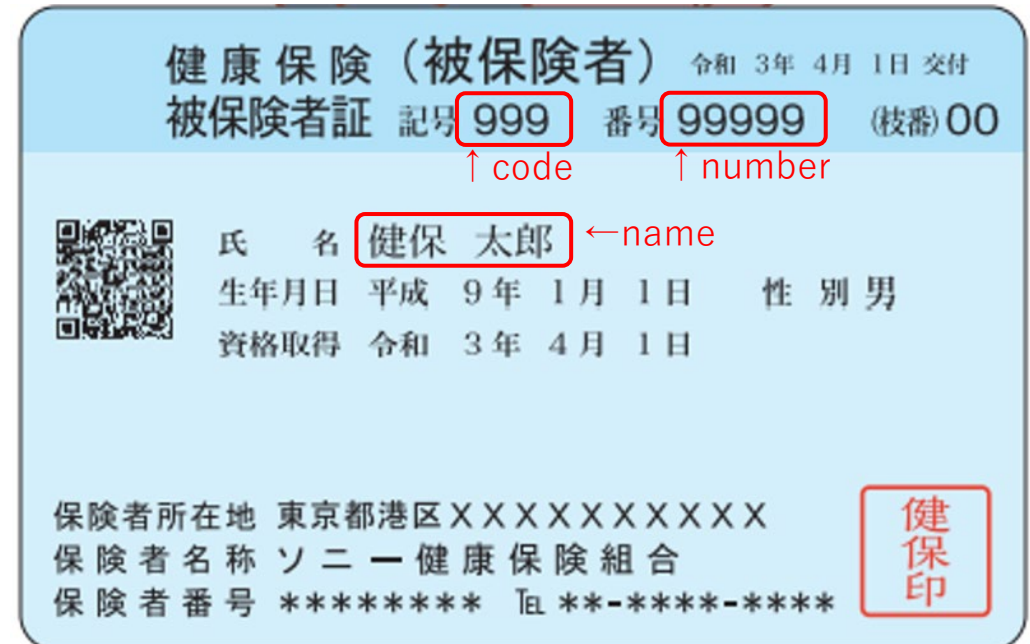 健康保険（被保険者） 令和 3年 4月 1日 交付
被保険者証 記号 999 番号 99999 (枝番) 00
↑ code ↑ number
氏 名 健保 太郎 ←name
生年月日 平成 9年 1月 1日 性別 男
資格取得 令和 3年 4月 1日
保険者所在地 東京都港区XXXXXXXXXX
保険者名称 ソニー健康保険組合
保険者番号 ******** ℡ **-****-****
健保印